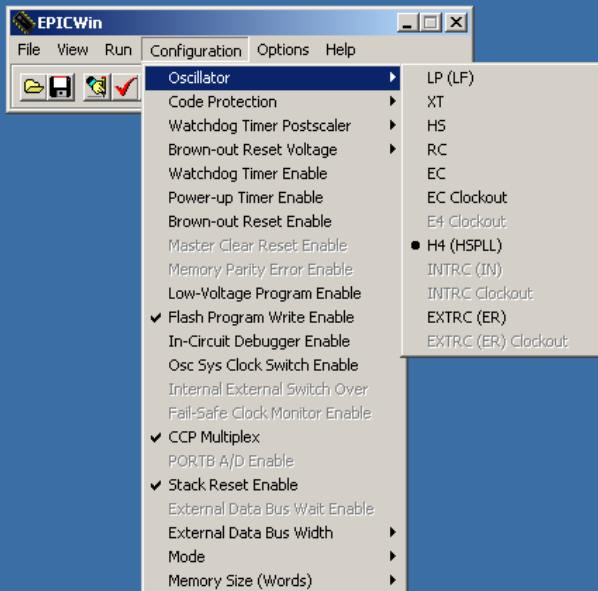 EPICWin
File View Run Configuration Options Help
Oscillator
Code Protection
Watchdog Timer Postscaler
Brown-out Reset Voltage
Watchdog Timer Enable
Power-up Timer Enable
Brown-out Reset Enable
Master Clear Reset Enable
Memory Parity Error Enable
Low-Voltage Program Enable
Flash Program Write Enable
In-Circuit Debugger Enable
Osc Sys Clock Switch Enable
Internal External Switch Over
Fail-Safe Clock Monitor Enable
CCP Multiplex
PORTB A/D Enable
Stack Reset Enable
External Data Bus Wait Enable
External Data Bus Width
Mode
Memory Size (Words)
LP (LF)
XT
HS
RC
EC
EC Clockout
E4 Clockout
H4 (HSPLL)
INTRC (IN)
INTRC Clockout
EXTRC (ER)
EXTRC (ER) Clockout